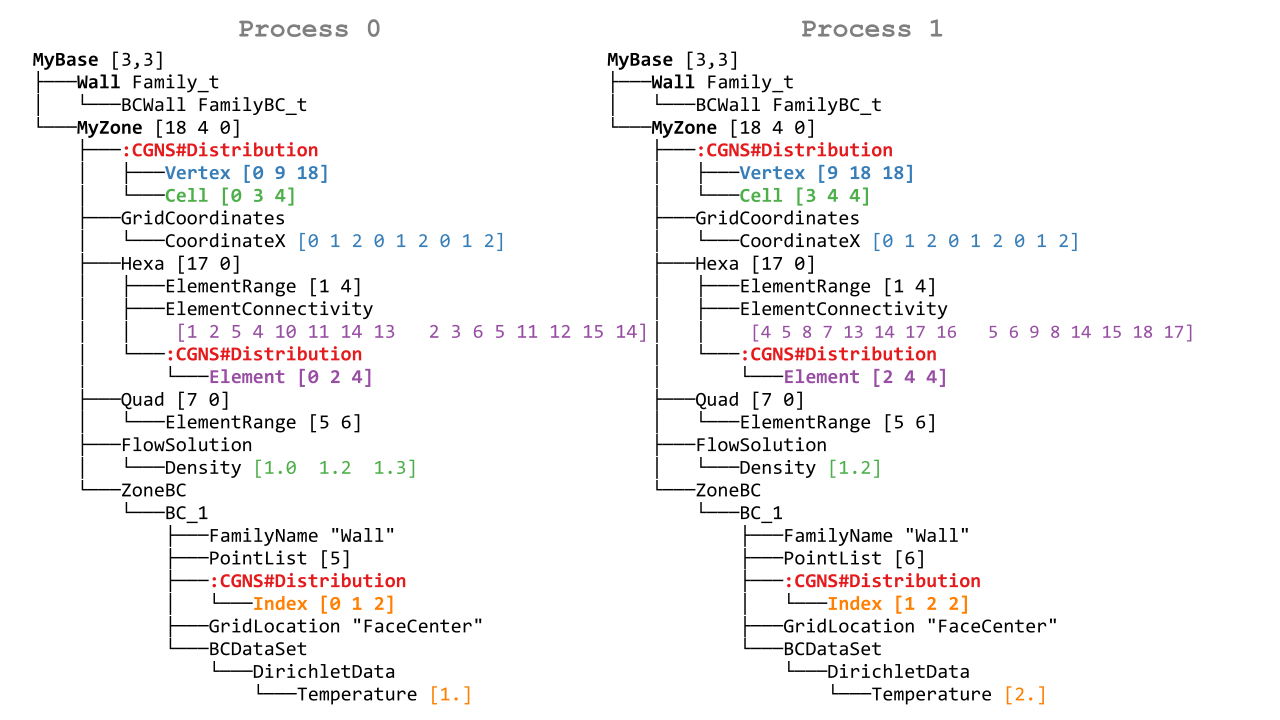 Process 0
MyBase [3,3]
Wall Family_t
BCWall FamilyBC_t
MyZone [18 4 0]
:CGNS#Distribution
Vertex [0 9 18]
Cell [0 3 4]
GridCoordinates
CoordinateX [0 1 2 0 1 2 0 1 2]
Hexa [17 0]
ElementRange [1 4]
ElementConnectivity
[1 2 5 4 10 11 14 13   2 3 6 5 11 12 15 14]
:CGNS#Distribution
Element [0 2 4]
Quad [7 0]
ElementRange [5 6]
FlowSolution
Density [1.0  1.2  1.3]
ZoneBC
BC_1
FamilyName "Wall"
PointList [5]
:CGNS#Distribution
Index [0 1 2]
GridLocation "FaceCenter"
BCDataSet
DirichletData
Temperature [1.]
Process 1
MyBase [3,3]
Wall Family_t
BCWall FamilyBC_t
MyZone [18 4 0]
:CGNS#Distribution
Vertex [9 18 18]
Cell [3 4 4]
GridCoordinates
CoordinateX [0 1 2 0 1 2 0 1 2]
Hexa [17 0]
ElementRange [1 4]
ElementConnectivity
[4 5 8 7 13 14 17 16   5 6 9 8 14 15 18 17]
:CGNS#Distribution
Element [2 4 4]
Quad [7 0]
ElementRange [5 6]
FlowSolution
Density [1.2]
ZoneBC
BC_1
FamilyName "Wall"
PointList [6]
:CGNS#Distribution
Index [1 2 2]
GridLocation "FaceCenter"
BCDataSet
DirichletData
Temperature [2.]